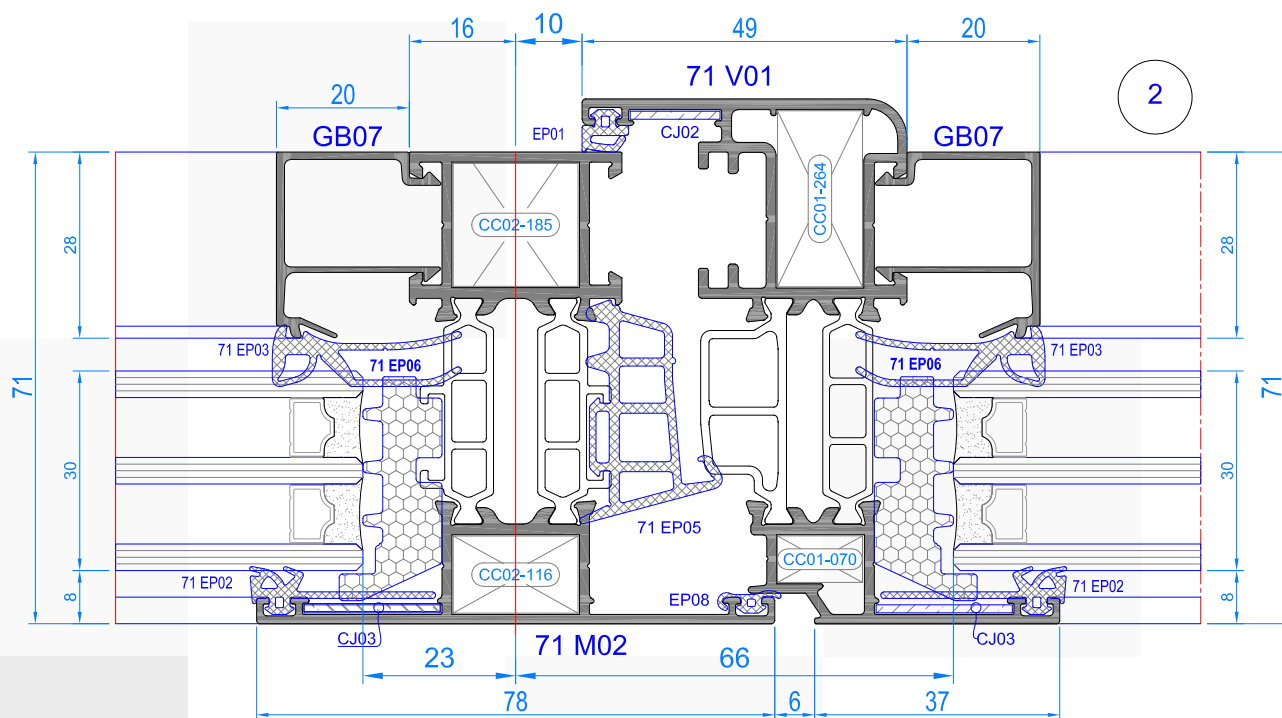 16
10
49
20
71 V01
2
20
GB07
EP01
CJ02
GB07
CC02-185
CC01-264
28
28
71 EP03
71 EP06
71 EP06
71 EP03
71
71
30
30
71 EP05
71 EP02
CC02-116
CC01-070
71 EP02
8
EP08
8
CJ03
71 M02
CJ03
23
66
78
6
37